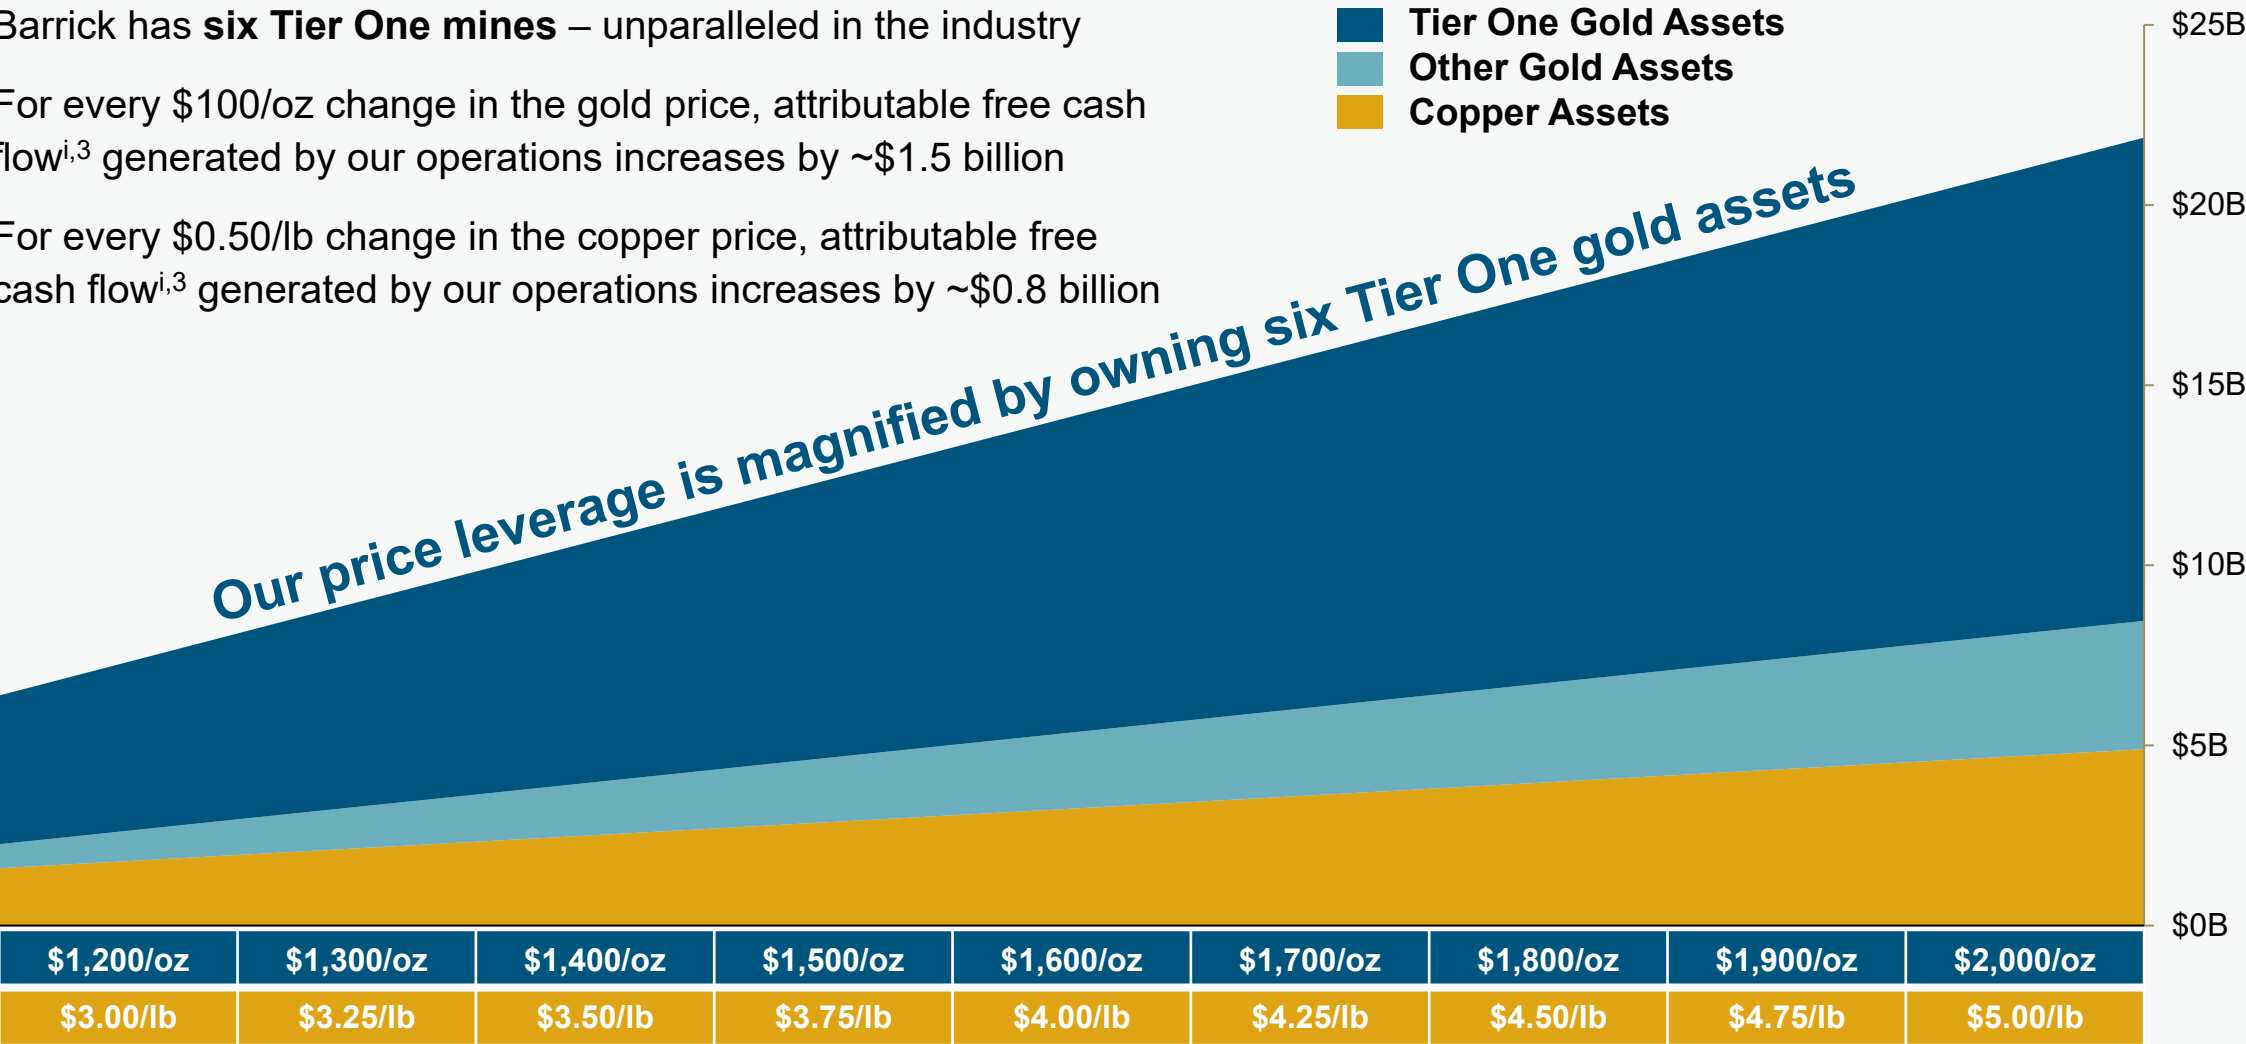 Barrick has six Tier One mines – unparalleled in the industry
For every $100/oz change in the gold price, attributable free cash
flowi,3 generated by our operations increases by ~$1.5 billion
For every $0.50/lb change in the copper price, attributable free
cash flowi,3 generated by our operations increases by ~$0.8 billion
Tier One Gold Assets
Other Gold Assets
Copper Assets
Our price leverage is magnified by owning six Tier One gold assets
$25B
$20B
$15B
$10B
$5B
$0B
$1,200/oz $1,300/oz $1,400/oz $1,500/oz $1,600/oz $1,700/oz $1,800/oz $1,900/oz $2,000/oz
$3.00/lb $3.25/lb $3.50/lb $3.75/lb $4.00/lb $4.25/lb $4.50/lb $4.75/lb $5.00/lb